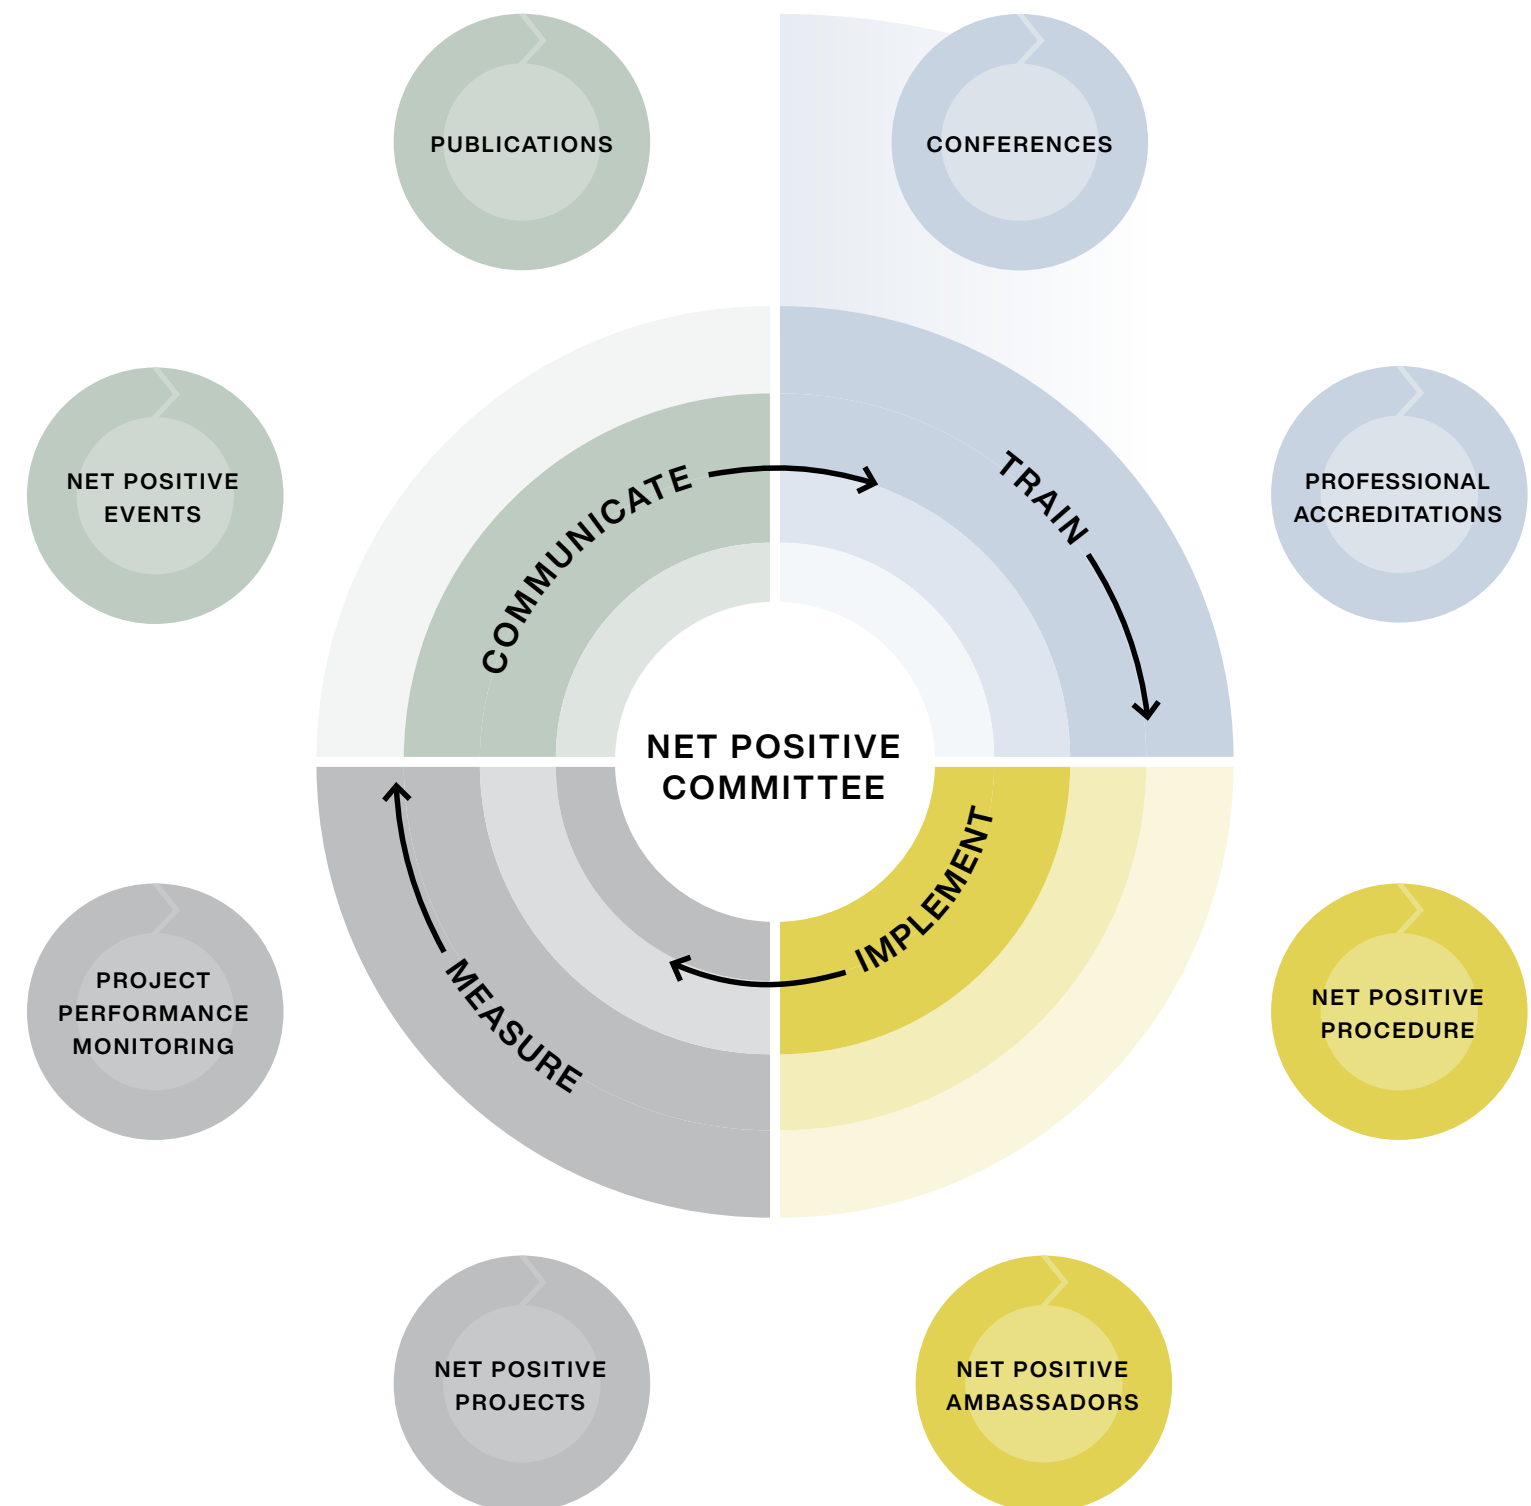 PUBLICATIONS
CONFERENCES
NET POSITIVE
EVENTS
PROFESSIONAL
ACCREDITATIONS
COMMUNICATE
TRAIN
NET POSITIVE
COMMITTEE
IMPLEMENT
MEASURE
PROJECT
PERFORMANCE
MONITORING
NET POSITIVE
PROCEDURE
NET POSITIVE
PROJECTS
NET POSITIVE
AMBASSADORS